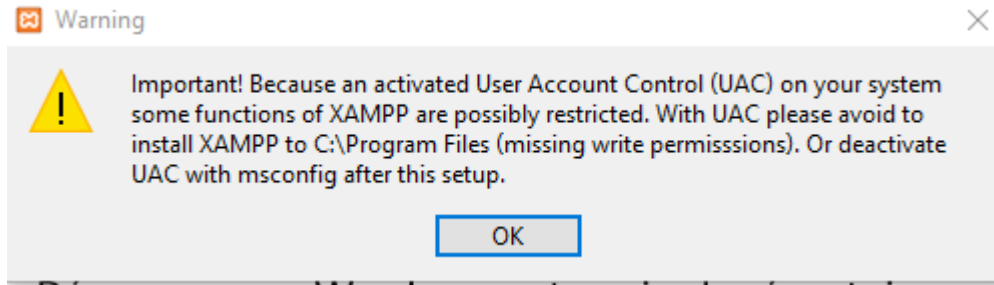 Warning
Important! Because an activated User Account Control (UAC) on your system
some functions of XAMPP are possibly restricted. With UAC please avoid to
install XAMPP to C:\Program Files (missing write permisssions). Or deactivate
UAC with msconfig after this setup.
OK